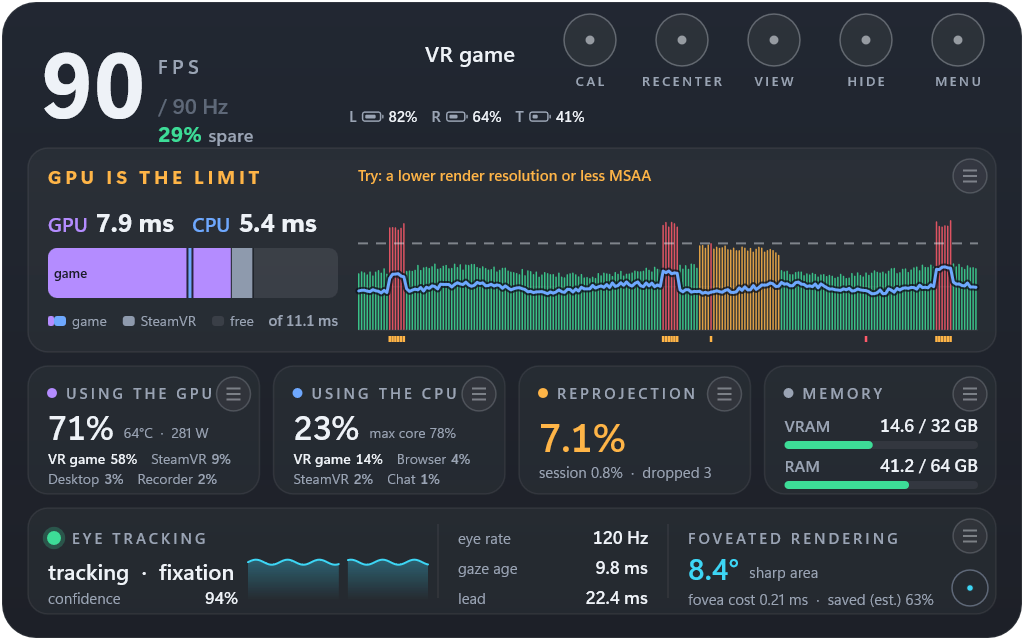 90 FPS
/ 90 Hz
29% spare
VR game
CAL RECENTER VIEW HIDE MENU
L 82% R 64% T 41%
GPU IS THE LIMIT
Try: a lower render resolution or less MSAA
GPU 7.9 ms CPU 5.4 ms
game
game SteamVR free of 11.1 ms
USING THE GPU
71% 64°C · 281 W
VR game 58% SteamVR 9%
Desktop 3% Recorder 2%
USING THE CPU
23% max core 78%
VR game 14% Browser 4%
SteamVR 2% Chat 1%
REPROJECTION
7.1%
session 0.8% · dropped 3
MEMORY
VRAM 14.6 / 32 GB
RAM 41.2 / 64 GB
EYE TRACKING
tracking · fixation
confidence 94%
eye rate 120 Hz
gaze age 9.8 ms
lead 22.4 ms
FOVEATED RENDERING
8.4° sharp area
fovea cost 0.21 ms · saved (est.) 63%